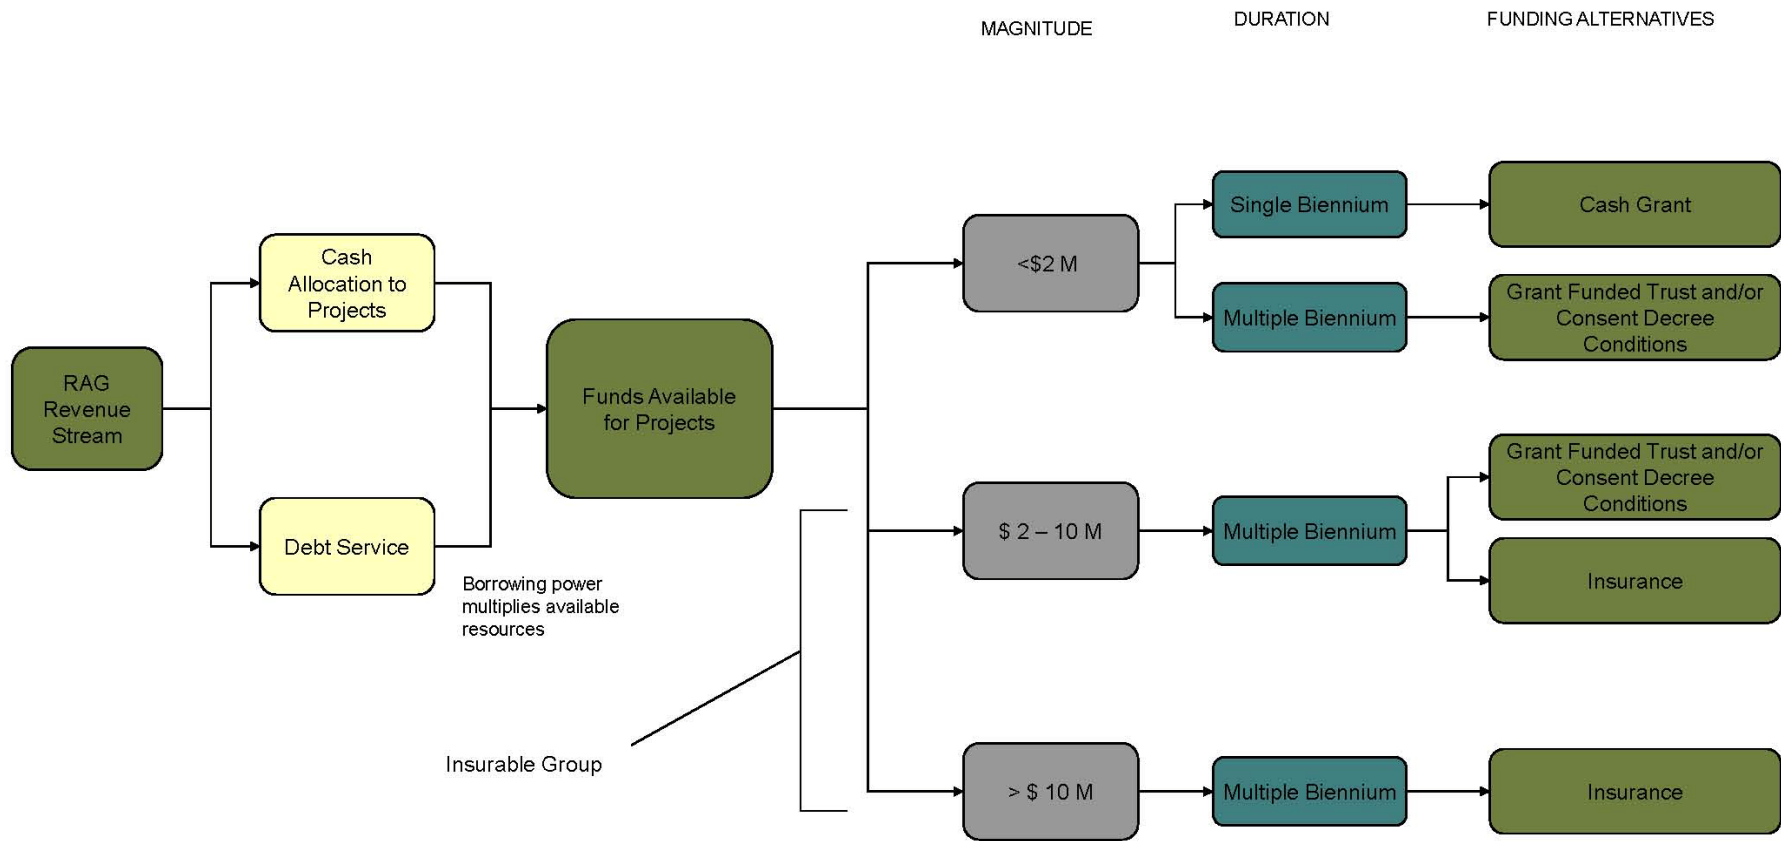 MAGNITUDE
DURATION
FUNDING ALTERNATIVES
RAG
Revenue
Stream
Cash
Allocation to
Projects
Debt Service
Borrowing power
multiplies available
resources
Funds Available
for Projects
Insurable Group
<$2 M
Single Biennium
Cash Grant
Multiple Biennium
Grant Funded Trust and/or
Consent Decree
Conditions
$ 2 – 10 M
Multiple Biennium
Grant Funded Trust and/or
Consent Decree
Conditions
Insurance
> $ 10 M
Multiple Biennium
Insurance